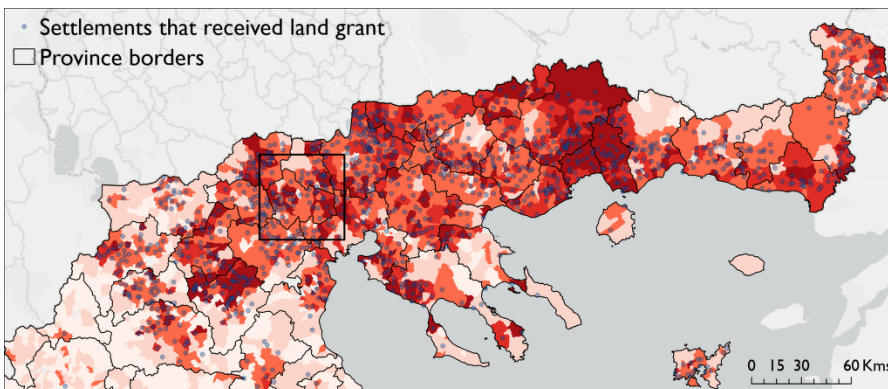 Settlements that received land grant
Province borders
0 15 30 60 Kms